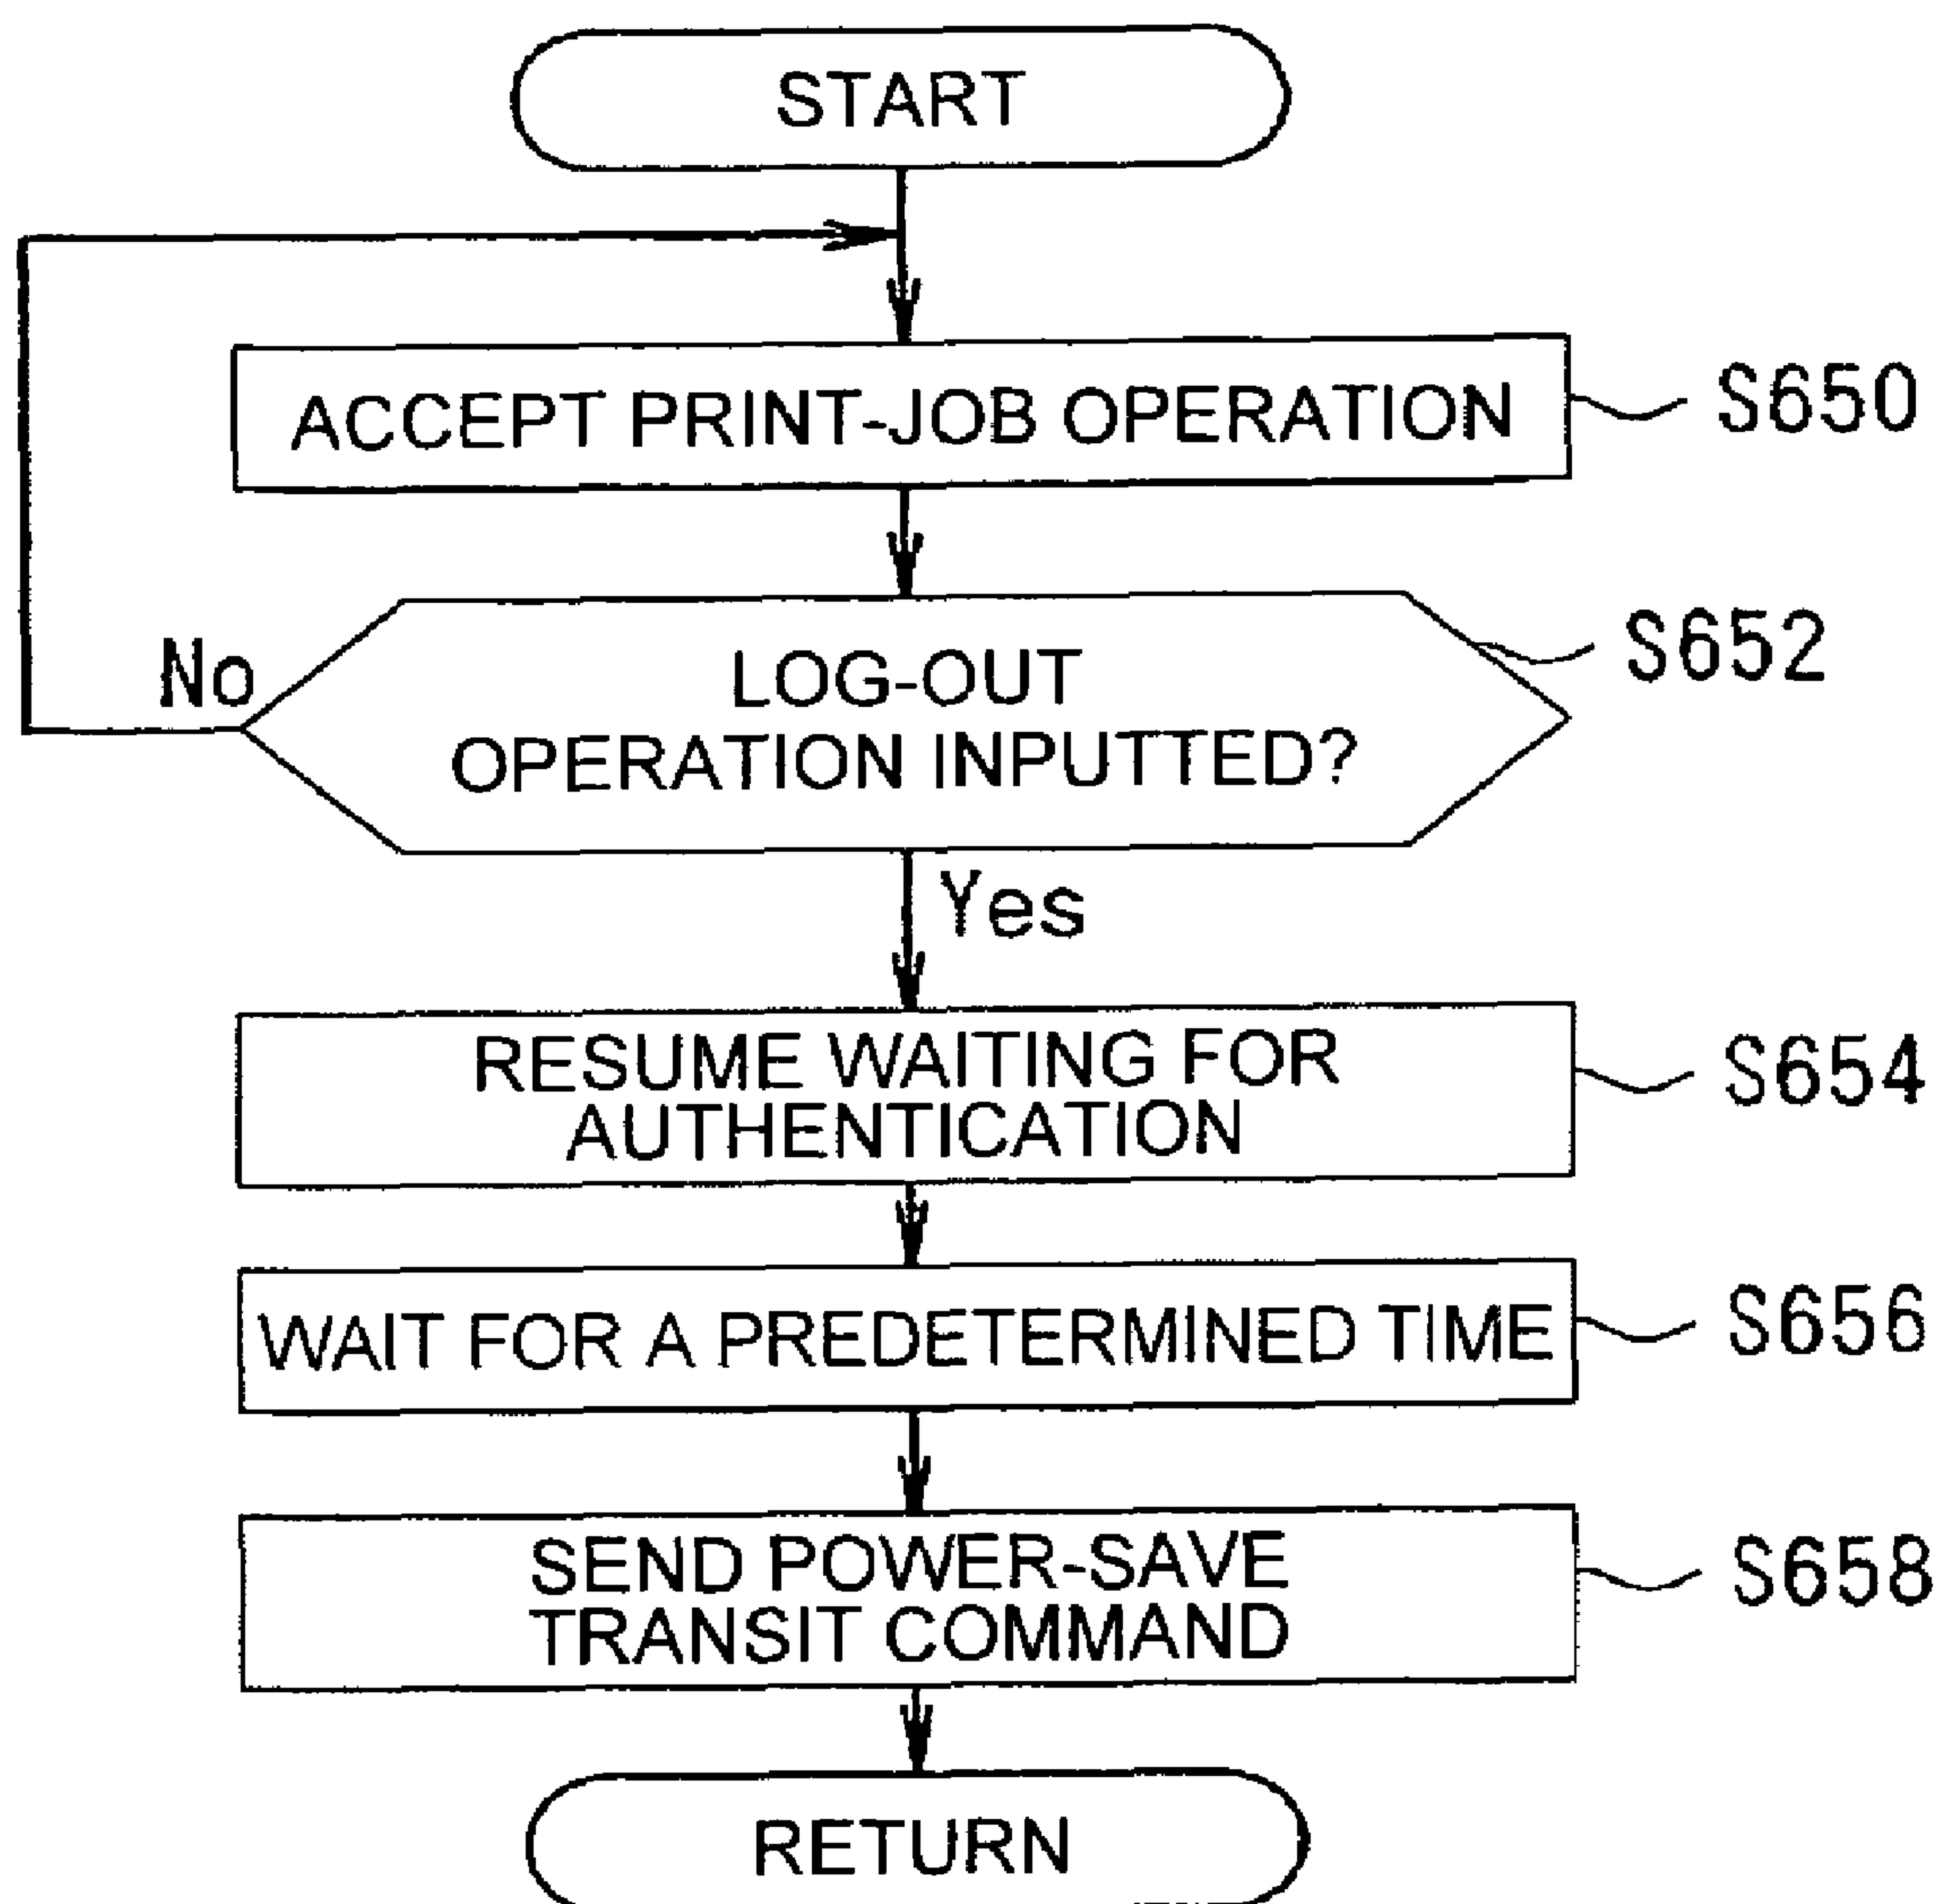 START
ACCEPT PRINT-JOB OPERATION
S650
No
LOG-OUT
OPERATION INPUTTED?
S652
Yes
RESUME WAITING FOR
AUTHENTICATION
S654
WAIT FOR A PREDETERMINED TIME
S656
SEND POWER-SAVE
TRANSIT COMMAND
S658
RETURN